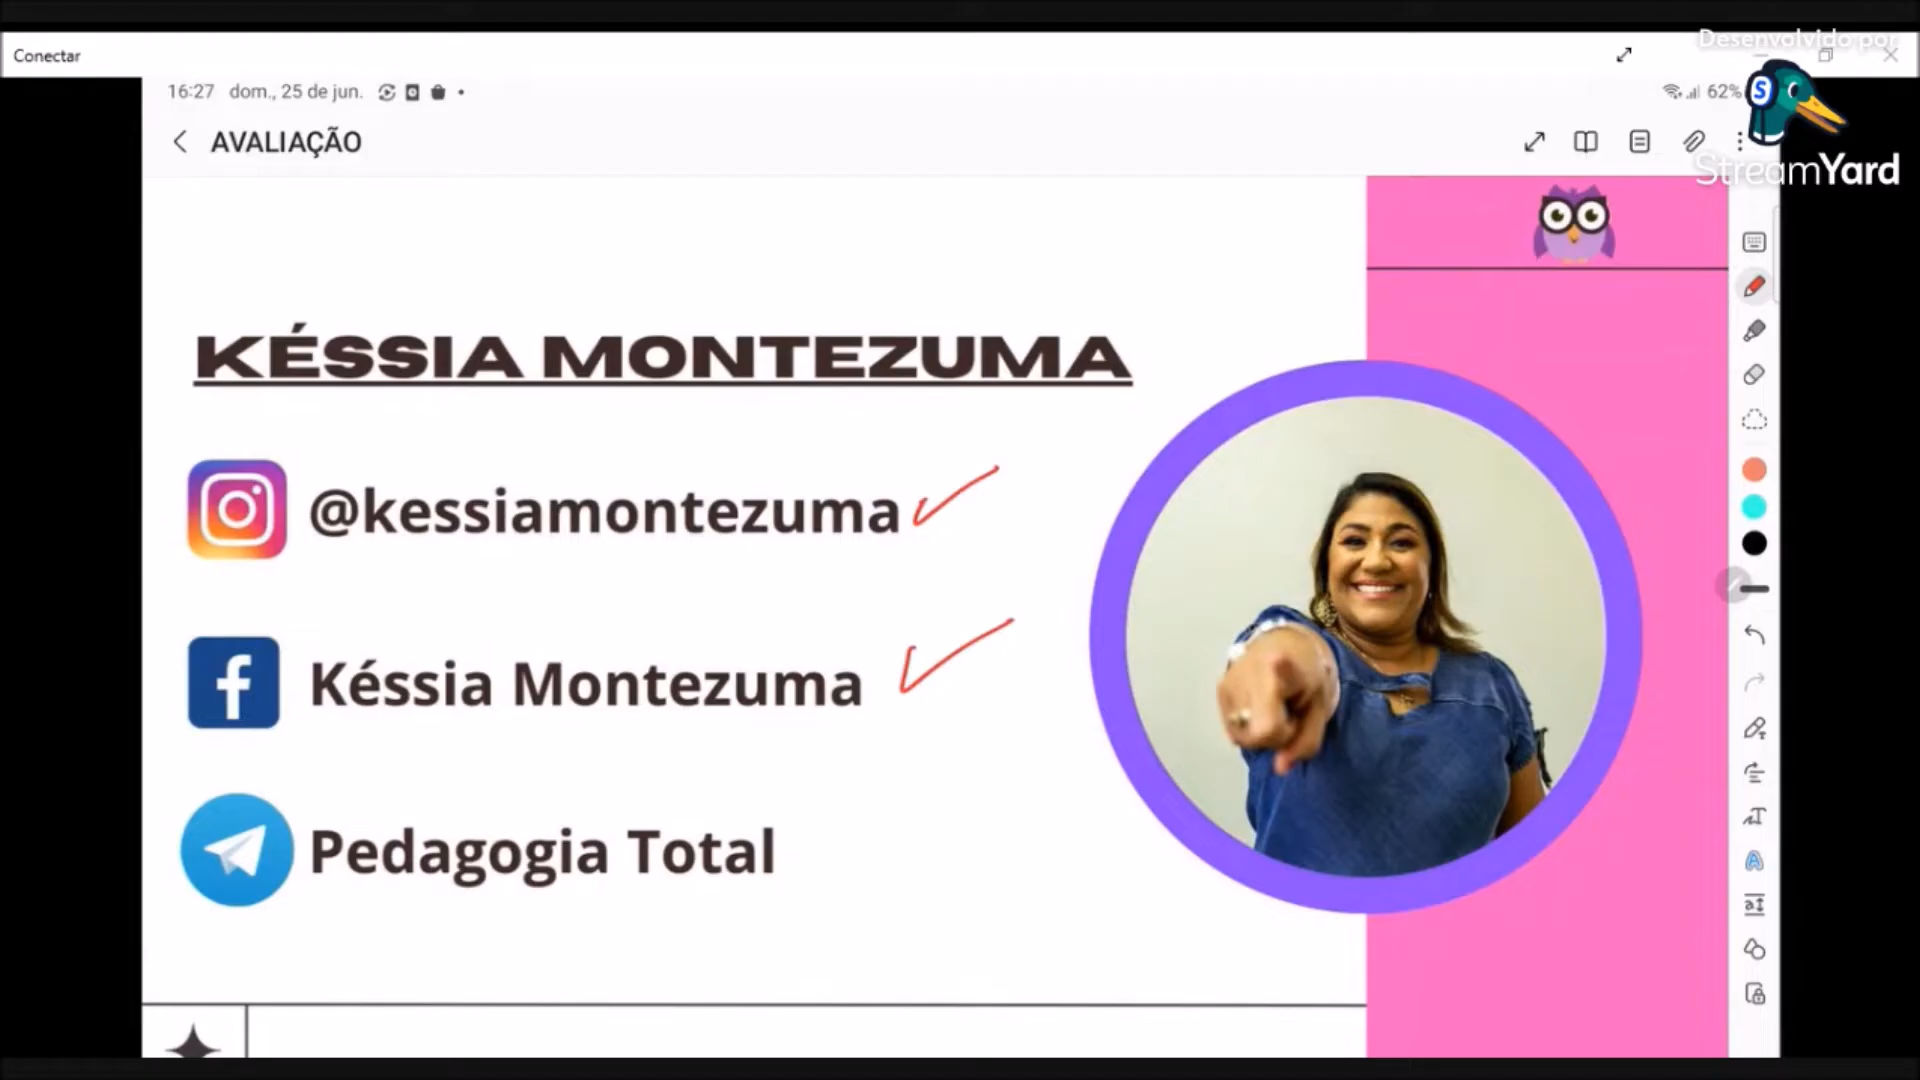 Conectar
Desenvolvido por
16:27 dom., 25 de jun.
62%
StreamYard
AVALIAÇÃO
KÉSSIA MONTEZUMA
@kessiamontezuma
Késsia Montezuma
Pedagogia Total